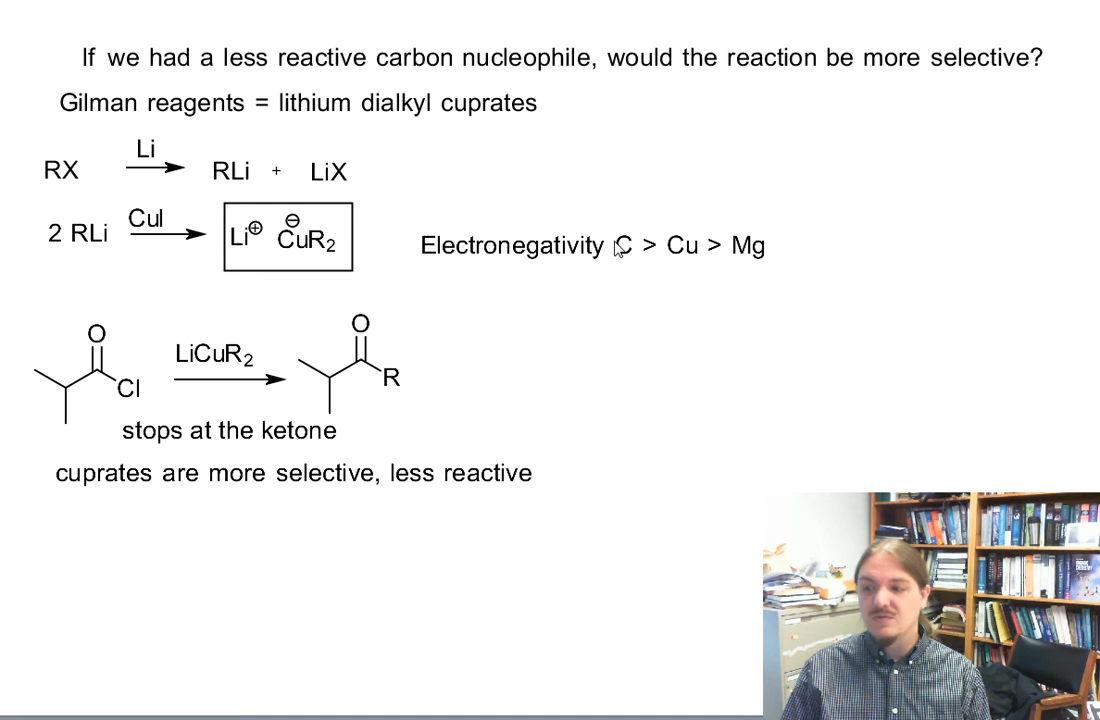 If we had a less reactive carbon nucleophile, would the reaction be more selective?
Gilman reagents = lithium dialkyl cuprates
Li
RX RLi + LiX
CuI
2 RLi Li⊕ ⊖CuR₂
Electronegativity C > Cu > Mg
O O
LiCuR₂
Cl R
stops at the ketone
cuprates are more selective, less reactive